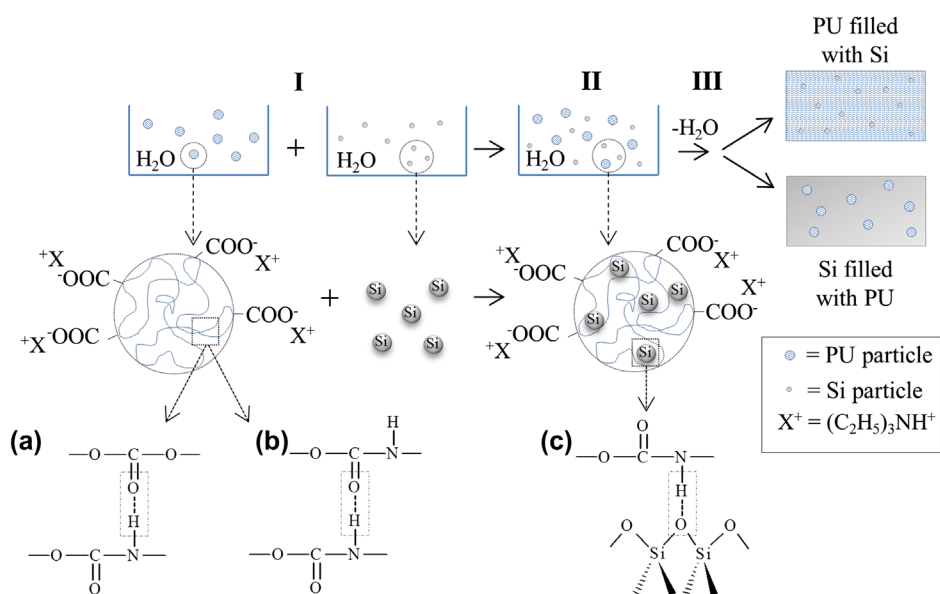 PU filled
with Si
I
II
III
H₂O
+
H₂O
H₂O
-H₂O
Si filled
with PU
COO⁻
X⁺
⁺X
⁻OOC
COO⁻
X⁺
⁺X
⁻OOC
+
Si
Si
Si
Si
Si
COO⁻
X⁺
⁺X
⁻OOC
X⁺
COO⁻
⁺X
⁻OOC
Si
Si
Si
Si
Si
= PU particle
= Si particle
X⁺ = (C₂H₅)₃NH⁺
(a)
O C O
O
H
O C N
O
(b)
H
O C N
O
H
O C N
O
(c)
O
O C N
H
O O O
Si Si